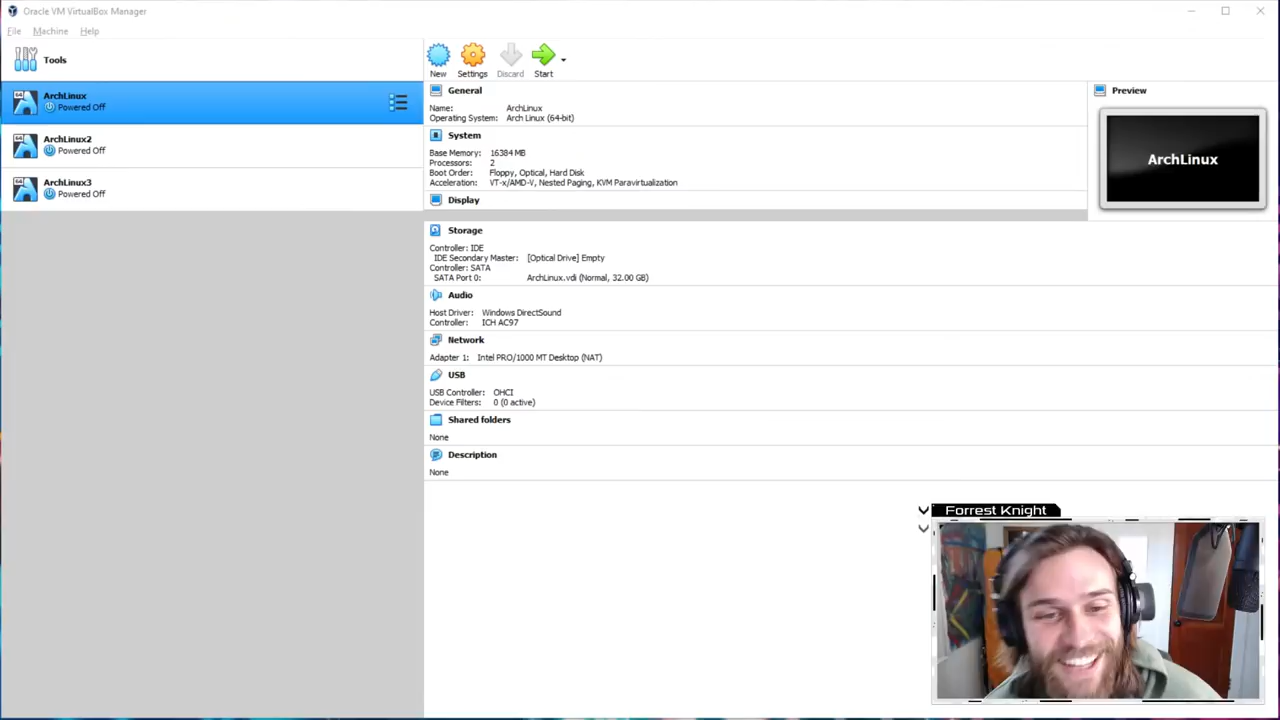 Oracle VM VirtualBox Manager
File Machine Help
Tools
New Settings Discard Start
64 ArchLinux
Powered Off
64 ArchLinux2
Powered Off
64 ArchLinux3
Powered Off
General
Name: ArchLinux
Operating System: Arch Linux (64-bit)
System
Base Memory: 16384 MB
Processors: 2
Boot Order: Floppy, Optical, Hard Disk
Acceleration: VT-x/AMD-V, Nested Paging, KVM Paravirtualization
Display
Preview
ArchLinux
Storage
Controller: IDE
IDE Secondary Master: [Optical Drive] Empty
Controller: SATA
SATA Port 0: ArchLinux.vdi (Normal, 32.00 GB)
Audio
Host Driver: Windows DirectSound
Controller: ICH AC97
Network
Adapter 1: Intel PRO/1000 MT Desktop (NAT)
USB
USB Controller: OHCI
Device Filters: 0 (0 active)
Shared folders
None
Description
None
Forrest Knight